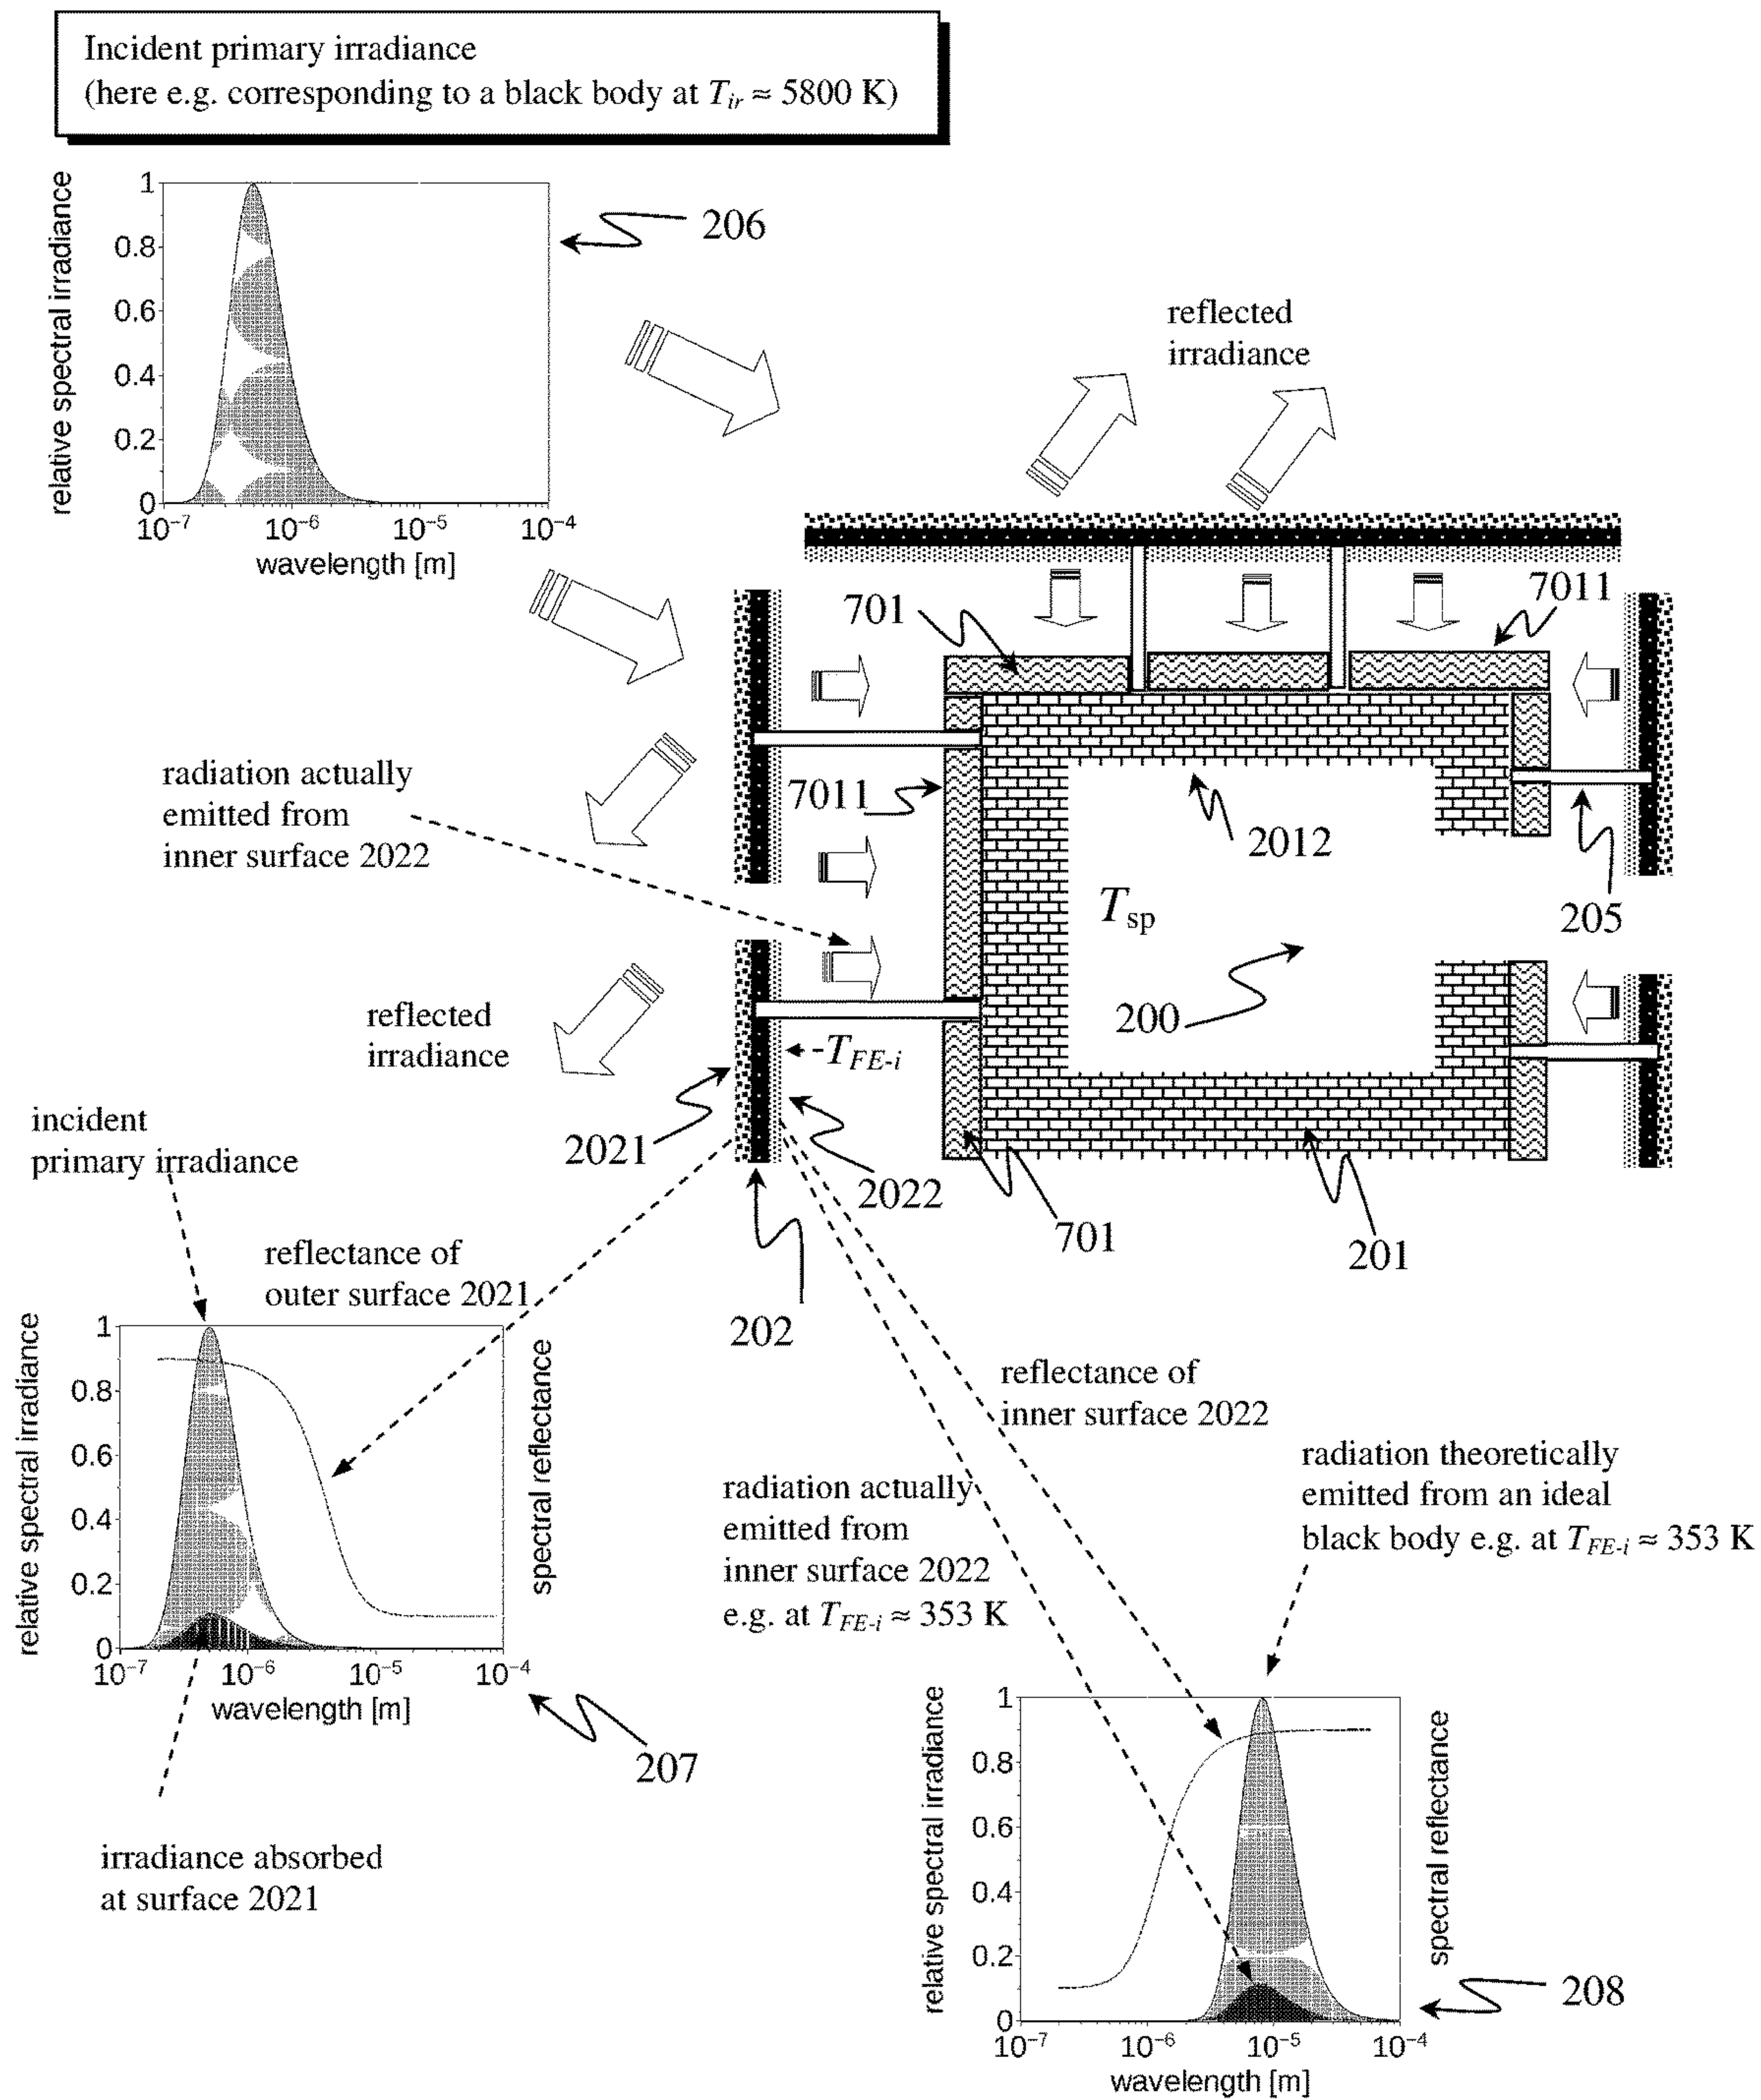 Incident primary irradiance
(here e.g. corresponding to a black body at T_ir ≈ 5800 K)
relative spectral irradiance
1
0.8
0.6
0.4
0.2
0
10⁻⁷
10⁻⁶
10⁻⁵
10⁻⁴
wavelength [m]
206
reflected
irradiance
701
7011
radiation actually
emitted from
inner surface 2022
7011
2012
T_sp
205
200
reflected
irradiance
T_FE-i
2021
2022
701
201
202
incident
primary irradiance
reflectance of
outer surface 2021
relative spectral irradiance
1
0.8
0.6
0.4
0.2
0
10⁻⁷
10⁻⁶
10⁻⁵
10⁻⁴
wavelength [m]
spectral reflectance
207
irradiance absorbed
at surface 2021
reflectance of
inner surface 2022
radiation actually
emitted from
inner surface 2022
e.g. at T_FE-i ≈ 353 K
radiation theoretically
emitted from an ideal
black body e.g. at T_FE-i ≈ 353 K
relative spectral irradiance
1
0.8
0.6
0.4
0.2
0
10⁻⁷
10⁻⁶
10⁻⁵
10⁻⁴
wavelength [m]
spectral reflectance
208